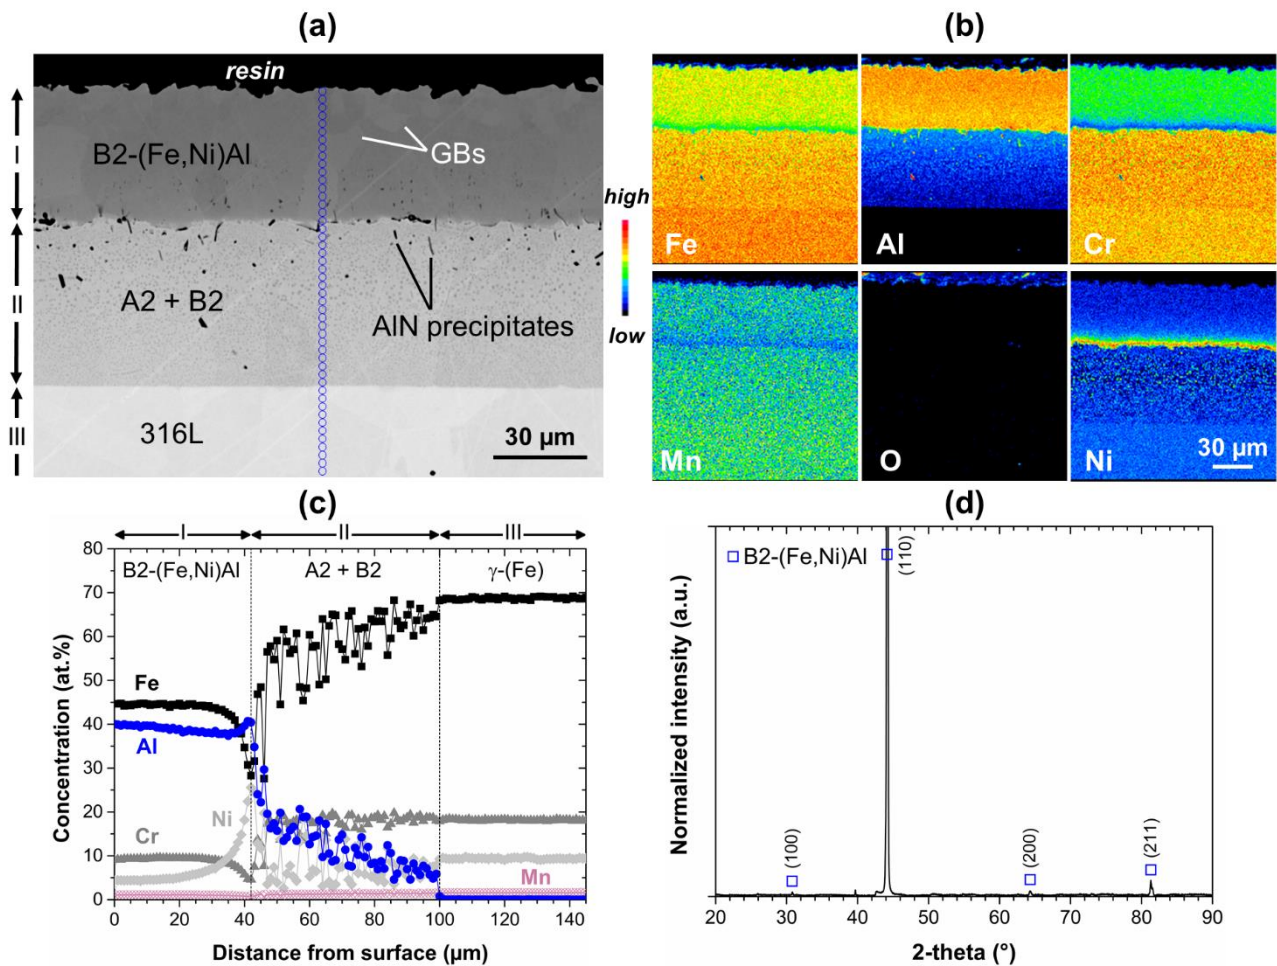 (a)
resin
I
B2-(Fe,Ni)Al
GBs
II
A2 + B2
AlN precipitates
III
316L
30 µm
(b)
high
low
Fe
Al
Cr
Mn
O
Ni
30 µm
(c)
I
II
III
B2-(Fe,Ni)Al
A2 + B2
γ-(Fe)
Fe
Al
Ni
Cr
Mn
80
70
60
50
40
30
20
10
0
Concentration (at.%)
0 20 40 60 80 100 120 140
Distance from surface (µm)
(d)
B2-(Fe,Ni)Al
(100)
(110)
(200)
(211)
Normalized intensity (a.u.)
20 30 40 50 60 70 80 90
2-theta (°)